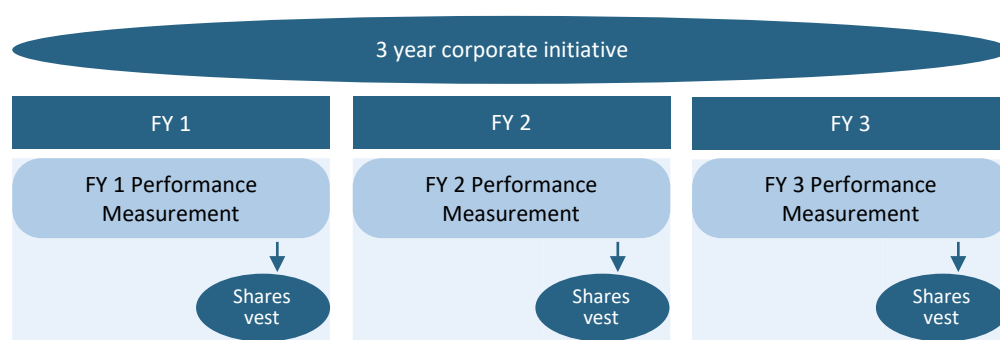 3 year corporate initiative
FY 1
FY 2
FY 3
FY 1 Performance
Measurement
FY 2 Performance
Measurement
FY 3 Performance
Measurement
Shares
vest
Shares
vest
Shares
vest